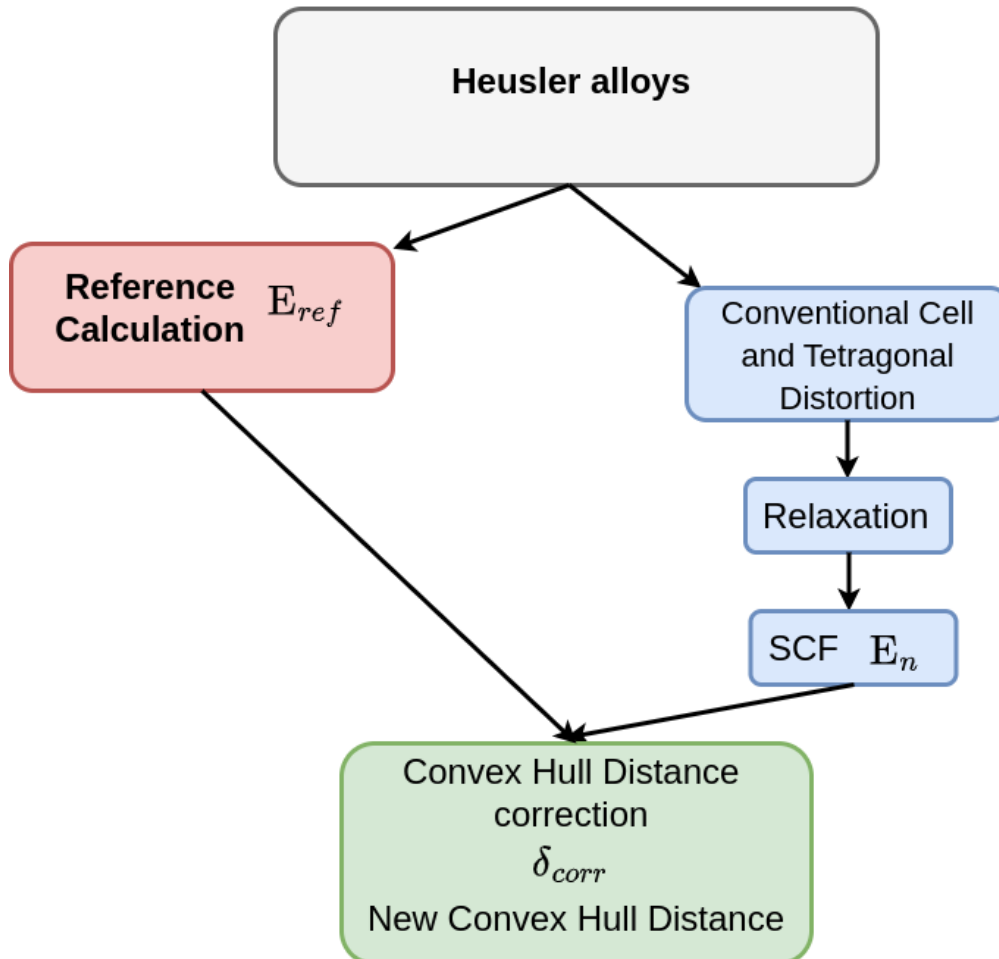 Heusler alloys
Reference
Calculation E_ref
Conventional Cell
and Tetragonal
Distortion
Relaxation
SCF E_n
Convex Hull Distance
correction
δ_corr
New Convex Hull Distance